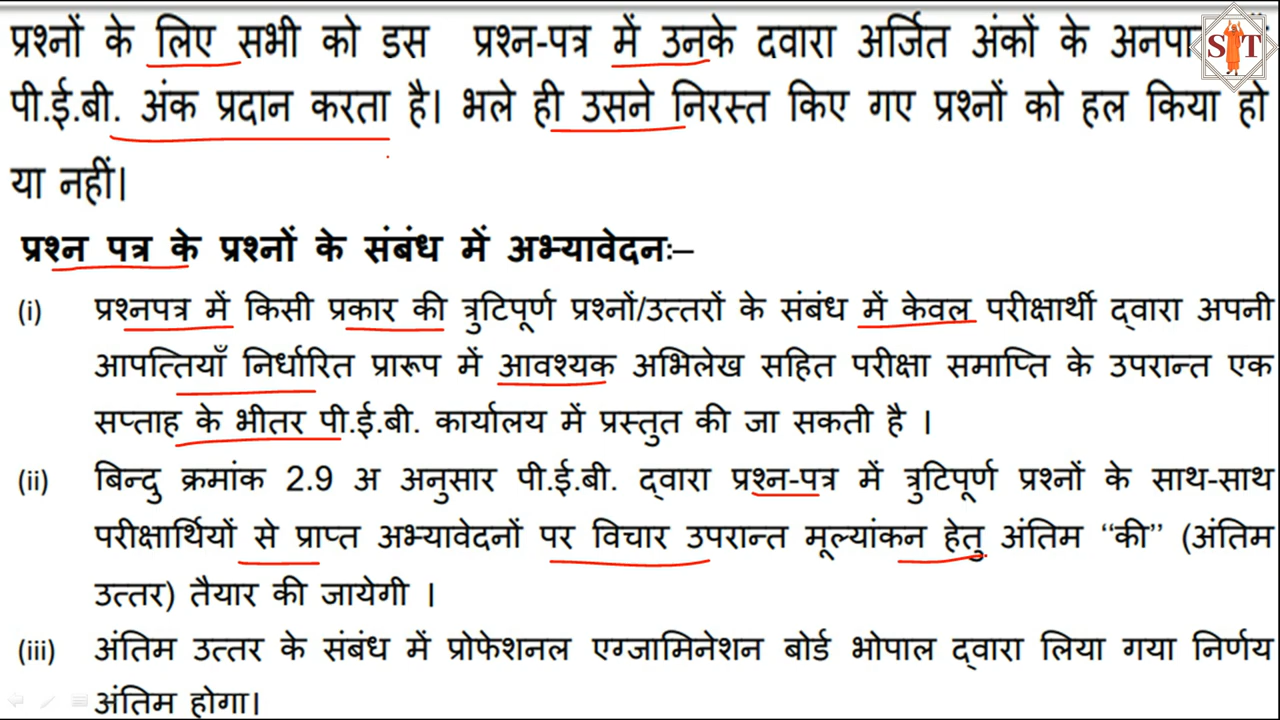 प्रश्नों के लिए सभी को डस प्रश्न-पत्र में उनके दवारा अर्जित अंकों के
पी.ई.बी. अंक प्रदान करता है। भले ही उसने निरस्त किए गए प्रश्नों को हल किया हो
या नहीं।
प्रश्न पत्र के प्रश्नों के संबंध में अभ्यावेदनः–
(i) प्रश्नपत्र में किसी प्रकार की त्रुटिपूर्ण प्रश्नों/उत्तरों के संबंध में केवल परीक्षार्थी द्वारा अपनी
आपत्तियाँ निर्धारित प्रारूप में आवश्यक अभिलेख सहित परीक्षा समाप्ति के उपरान्त एक
सप्ताह के भीतर पी.ई.बी. कार्यालय में प्रस्तुत की जा सकती है ।
(ii) बिन्दु क्रमांक 2.9 अ अनुसार पी.ई.बी. द्वारा प्रश्न-पत्र में त्रुटिपूर्ण प्रश्नों के साथ-साथ
परीक्षार्थियों से प्राप्त अभ्यावेदनों पर विचार उपरान्त मूल्यांकन हेतु अंतिम “की” (अंतिम
उत्तर) तैयार की जायेगी ।
(iii) अंतिम उत्तर के संबंध में प्रोफेशनल एग्जामिनेशन बोर्ड भोपाल द्वारा लिया गया निर्णय
अंतिम होगा।
S T